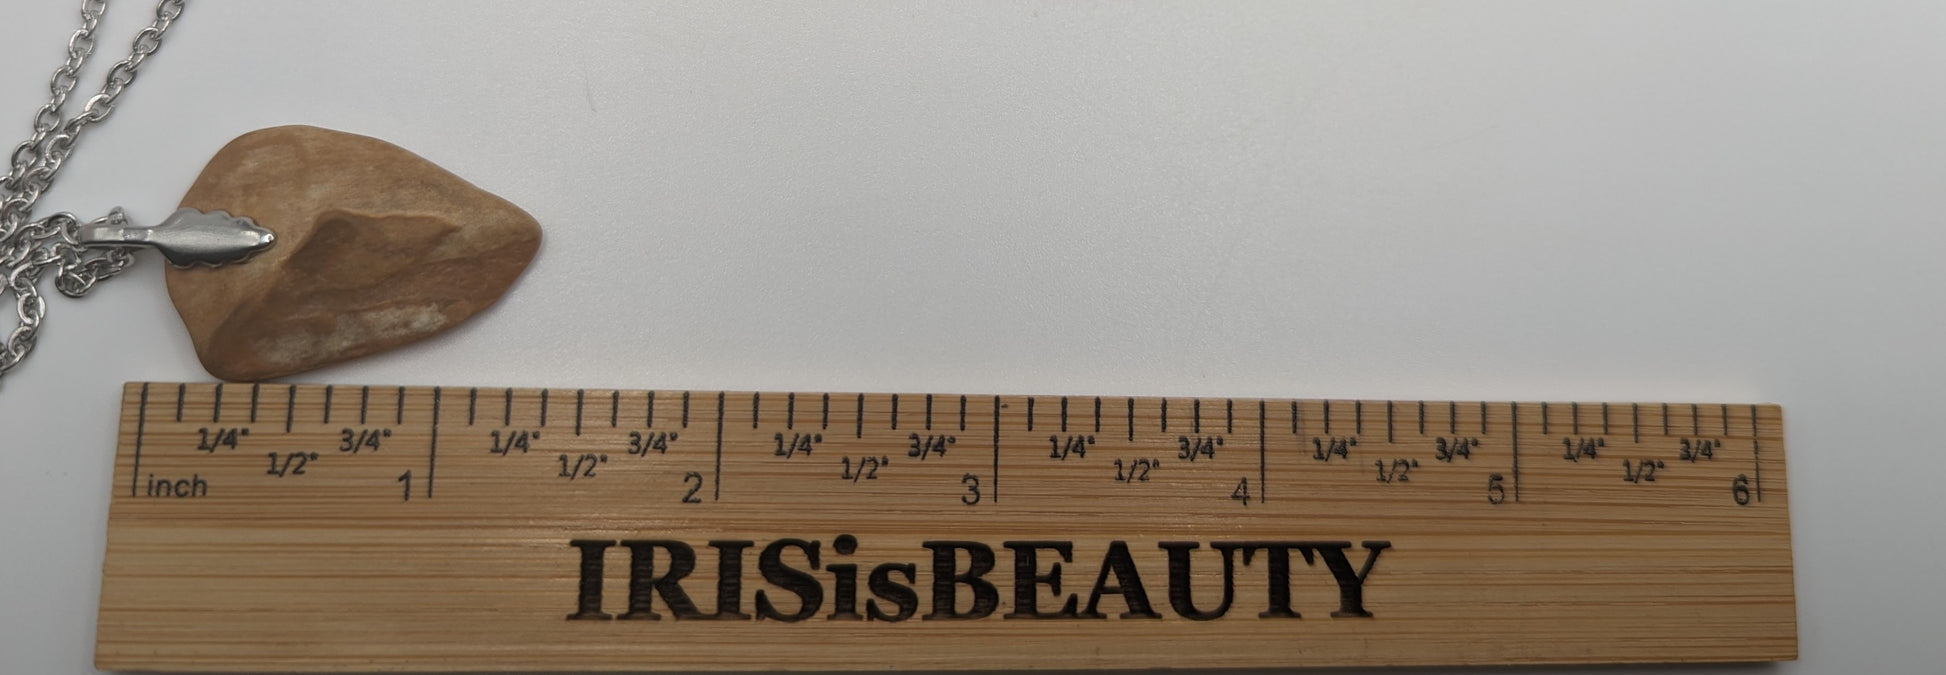 1/4" 3/4" 1/4" 3/4" 1/4" 3/4" 1/4" 3/4" 1/4" 3/4" 1/4" 3/4"
1/2" 1/2" 1/2" 1/2" 1/2" 1/2"
inch 1 2 3 4 5 6
IRISisBEAUTY